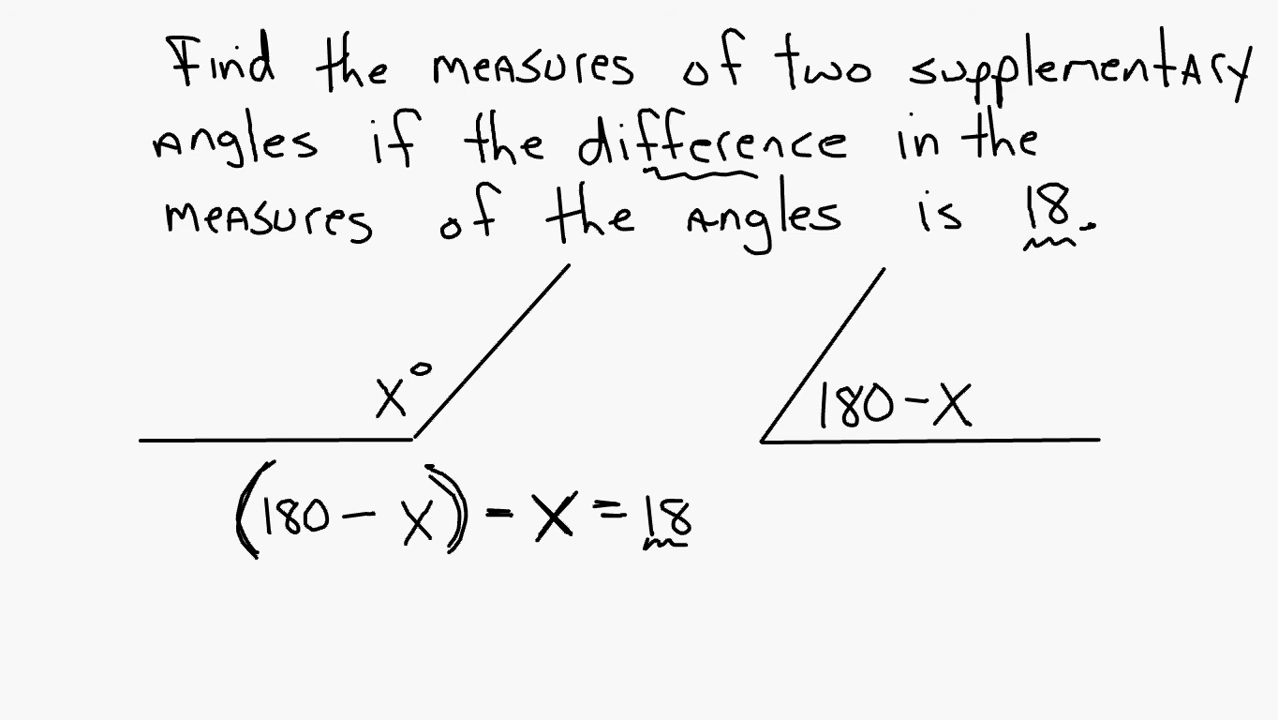 Find the measures of two supplementary
angles if the difference in the
measures of the angles is 18.
x°
180-x
(180-x)-x=18